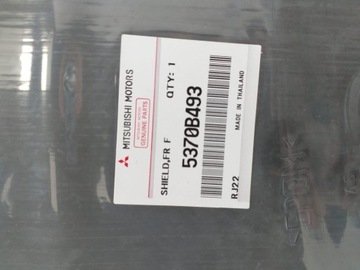 MITSUBISHI MOTORS
GENUINE PARTS
SHIELD,FR F
QTY: 1
5370B493
MADE IN THAILAND
RJ22